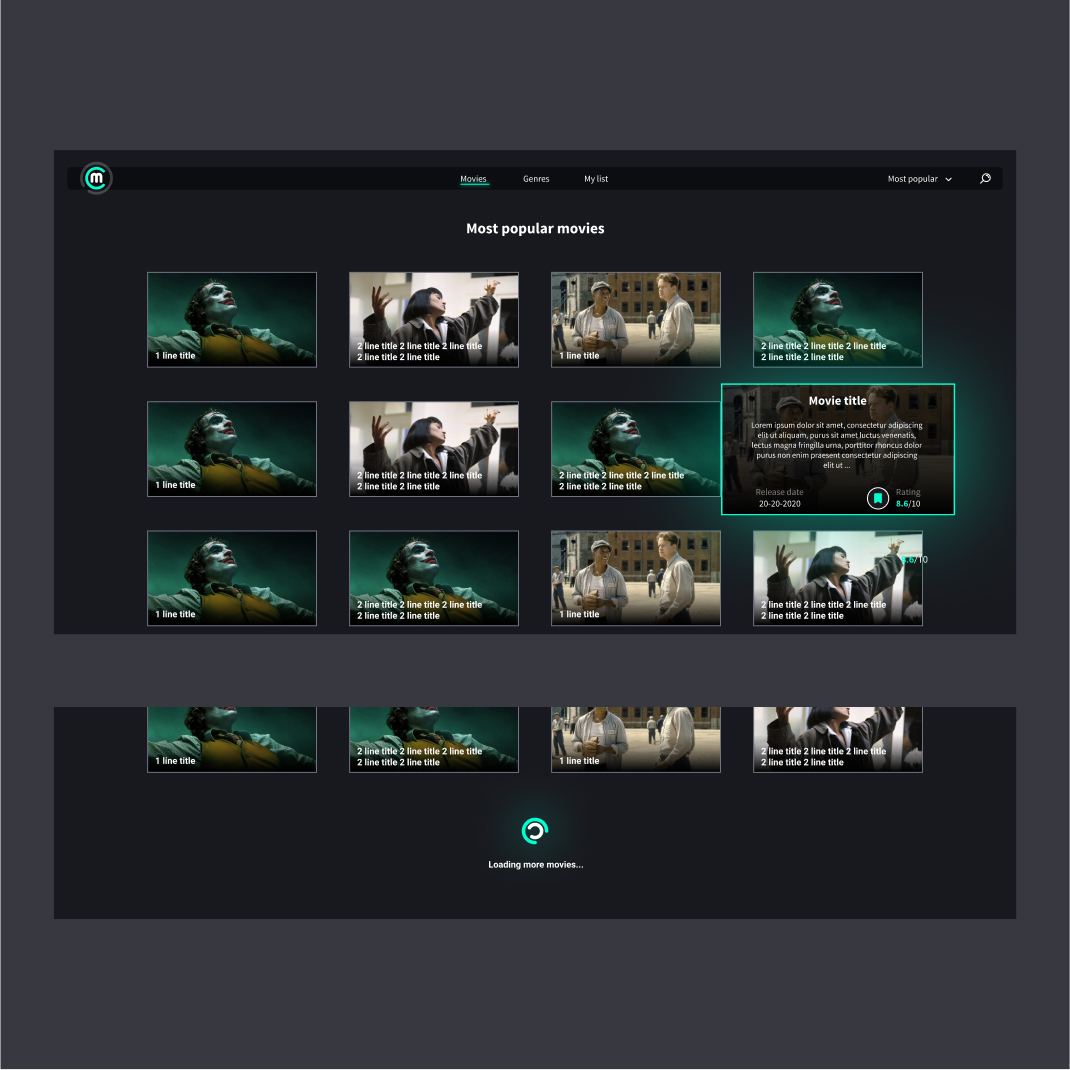 m
Movies Genres My list Most popular
Most popular movies
1 line title
2 line title 2 line title 2 line title
2 line title 2 line title
1 line title
2 line title 2 line title 2 line title
2 line title 2 line title
1 line title
2 line title 2 line title 2 line title
2 line title 2 line title
2 line title 2 line title 2 line title
2 line title 2 line title
Movie title
Lorem ipsum dolor sit amet, consectetur adipiscing
elit ut aliquam, purus sit amet luctus venenatis,
lectus magna fringilla urna, porttitor rhoncus dolor
purus non enim praesent consectetur adipiscing
elit ut ...
Release date
20-20-2020
Rating
8.6/10
1 line title
2 line title 2 line title 2 line title
2 line title 2 line title
1 line title
8.6/10
2 line title 2 line title 2 line title
2 line title 2 line title
1 line title
2 line title 2 line title 2 line title
2 line title 2 line title
1 line title
2 line title 2 line title 2 line title
2 line title 2 line title
Loading more movies...